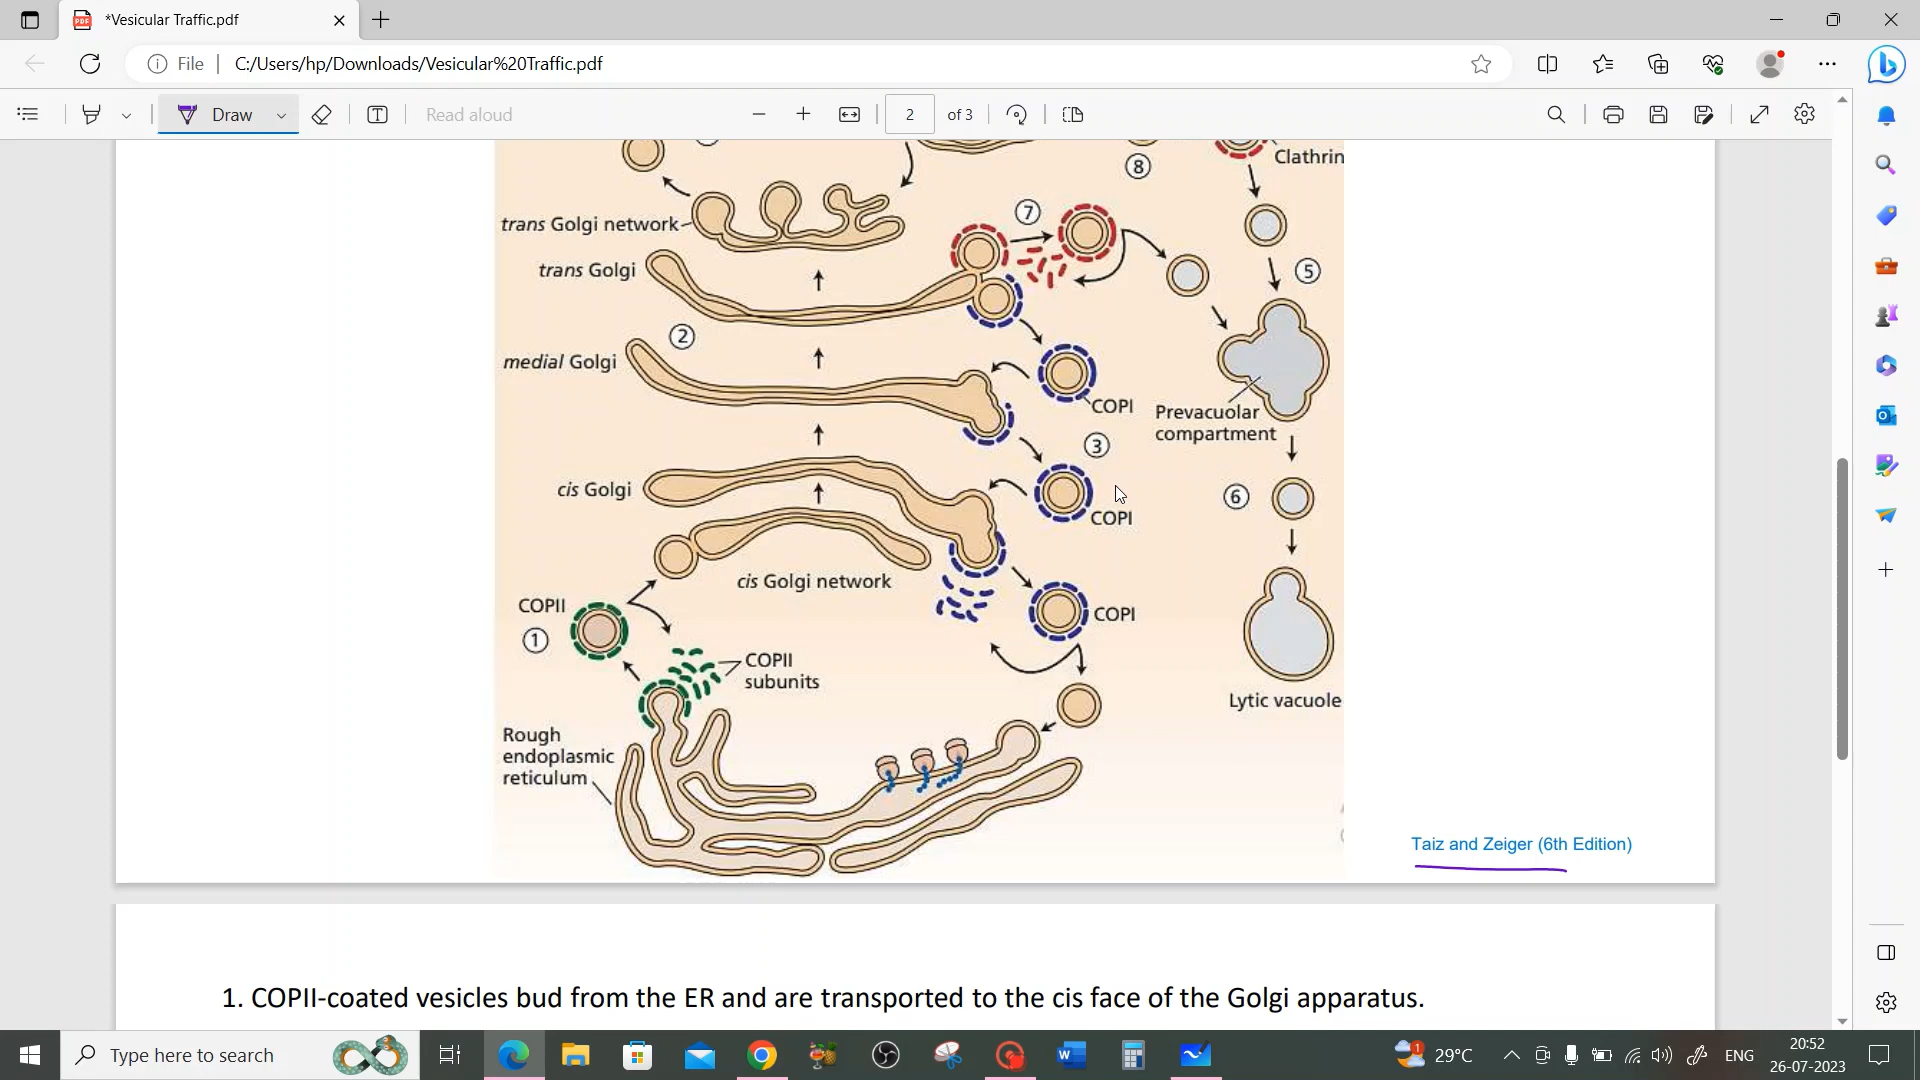 *Vesicular Traffic.pdf
File
C:/Users/hp/Downloads/Vesicular%20Traffic.pdf
Draw
Read aloud
2
of 3
Clathrin
8
7
trans Golgi network
trans Golgi
5
2
medial Golgi
COPI
Prevacuolar
compartment
3
cis Golgi
6
COPI
cis Golgi network
COPII
COPI
1
COPII
subunits
Lytic vacuole
Rough
endoplasmic
reticulum
Taiz and Zeiger (6th Edition)
1. COPII-coated vesicles bud from the ER and are transported to the cis face of the Golgi apparatus.
Type here to search
29°C
ENG
20:52
26-07-2023